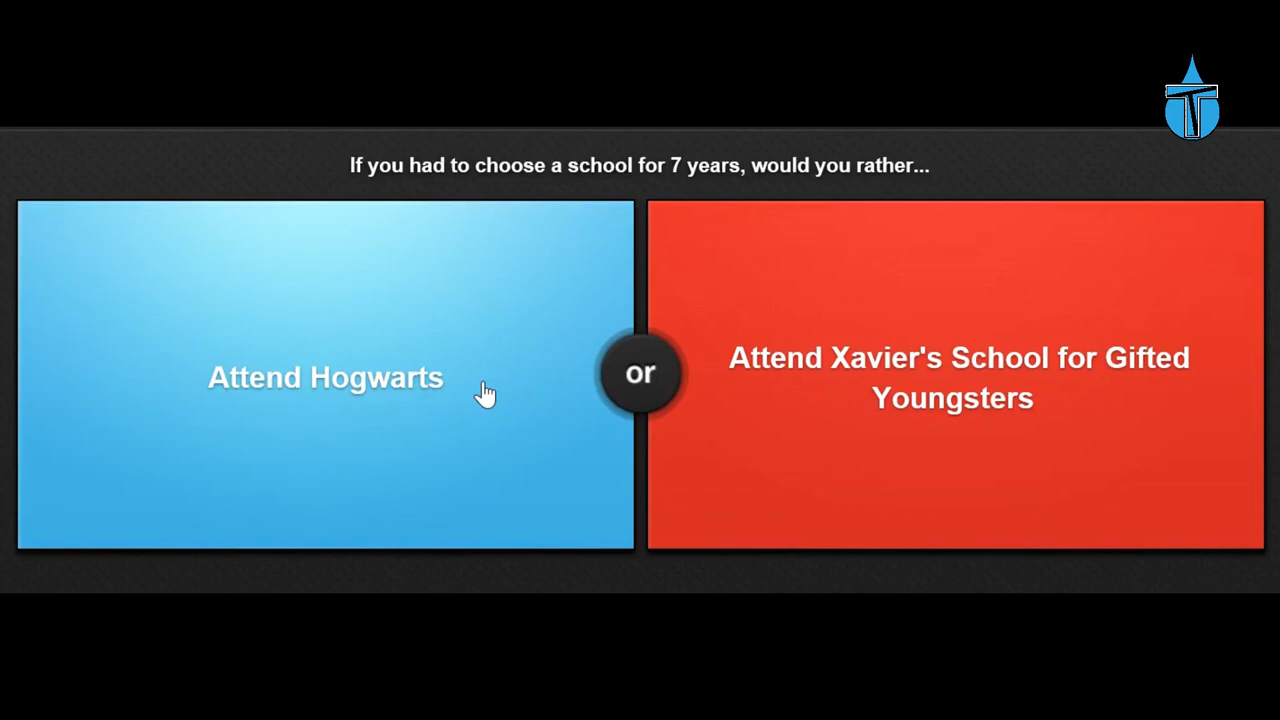 If you had to choose a school for 7 years, would you rather...
Attend Hogwarts
or
Attend Xavier's School for Gifted
Youngsters
T